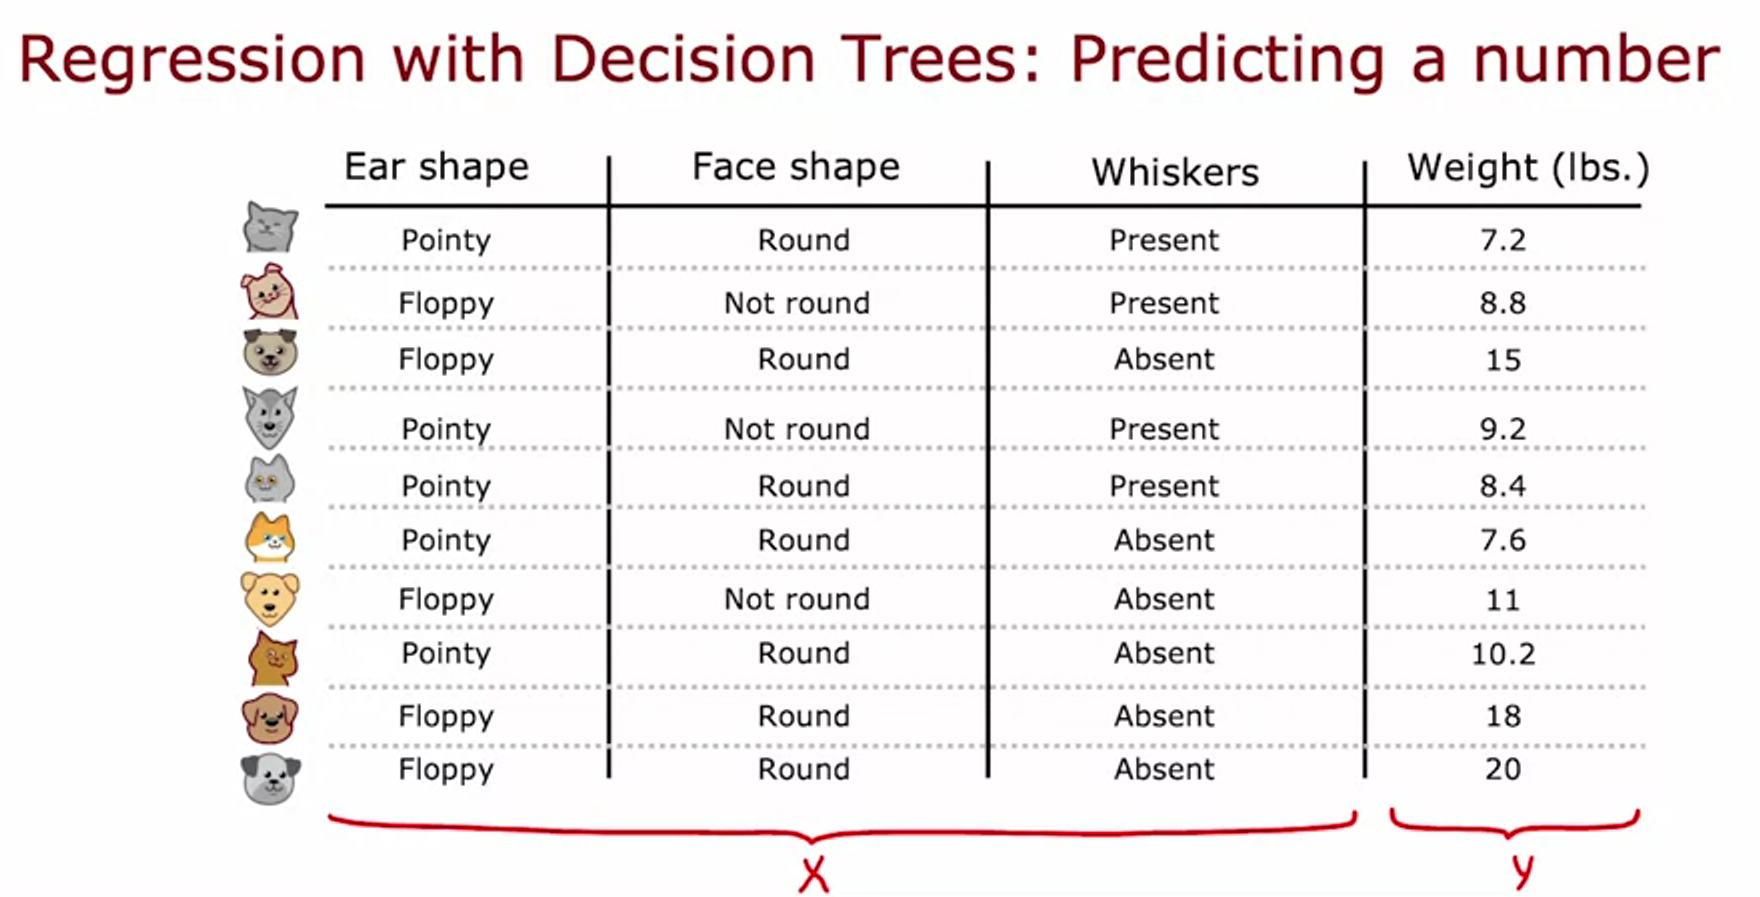 Regression with Decision Trees: Predicting a number
Ear shape Face shape Whiskers Weight (lbs.)
Pointy Round Present 7.2
Floppy Not round Present 8.8
Floppy Round Absent 15
Pointy Not round Present 9.2
Pointy Round Present 8.4
Pointy Round Absent 7.6
Floppy Not round Absent 11
Pointy Round Absent 10.2
Floppy Round Absent 18
Floppy Round Absent 20
X y